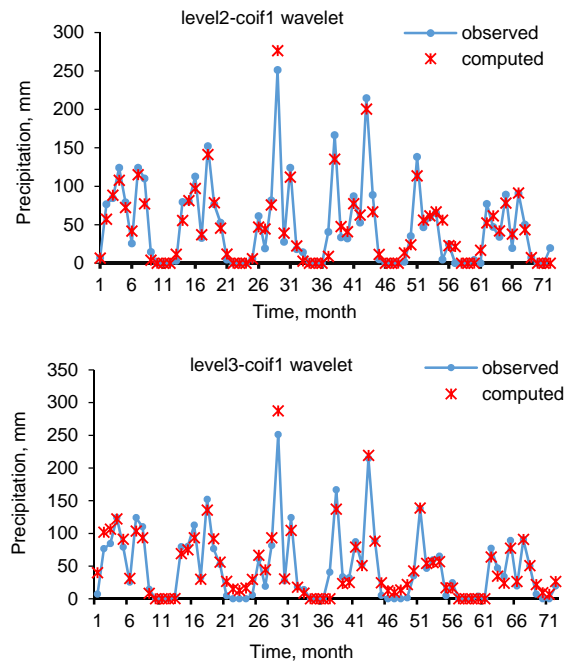 level2-coif1 wavelet
observed
computed
Precipitation, mm
300
250
200
150
100
50
0
1 6 11 16 21 26 31 36 41 46 51 56 61 66 71
Time, month
level3-coif1 wavelet
observed
computed
Precipitation, mm
350
300
250
200
150
100
50
0
1 6 11 16 21 26 31 36 41 46 51 56 61 66 71
Time, month